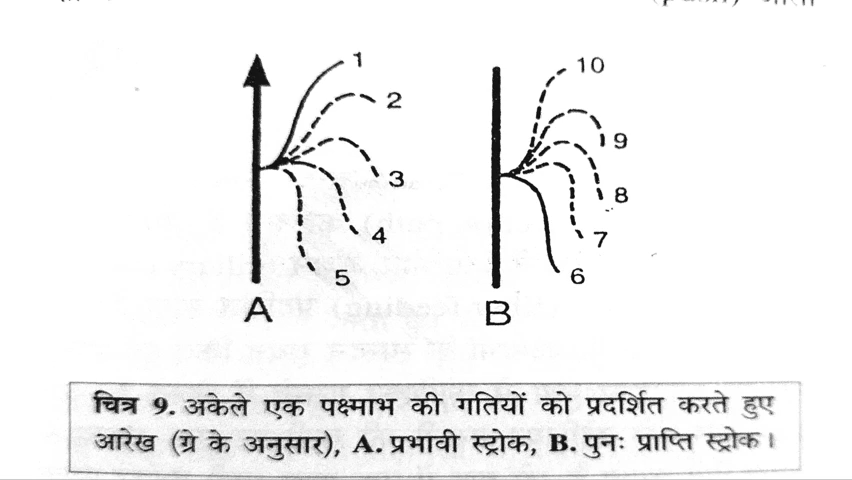 1
2
3
4
5
A
10
9
8
7
6
B
चित्र 9. अकेले एक पक्ष्माभ की गतियों को प्रदर्शित करते हुए
आरेख (ग्रे के अनुसार), A. प्रभावी स्ट्रोक, B. पुनः प्राप्ति स्ट्रोक।